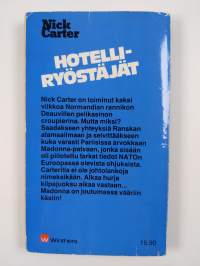 Nick
Carter
HOTELLI-
RYÖSTÄJÄT
Nick Carter on toiminut kaksi
viikkoa Normandian rannikon
Deauvillen pelikasinon
croupierina. Mutta miksi?
Saadakseen yhteyksiä Ranskan
alamaailmaan ja selvittääkseen
kuka varasti Pariisissa arvokkaan
Madonna-patsaan, jonka sisään
oli piilotettu tarkat tiedot NATOn
Euroopassa olevista ohjuksista.
Carterilla ei ole johtolankoja
nimeksikään. Alkaa hurja
kilpajuoksu aikaa vastaan...
Madonna on joutumassa vääriin
käsiin!
Winthers
15.90